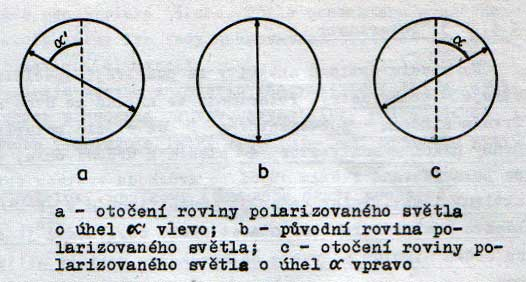 α' α
a b c
a - otočení roviny polarizovaného světla
o úhel α' vlevo; b - původní rovina po-
larizovaného světla; c - otočení roviny po-
larizovaného světla o úhel α vpravo